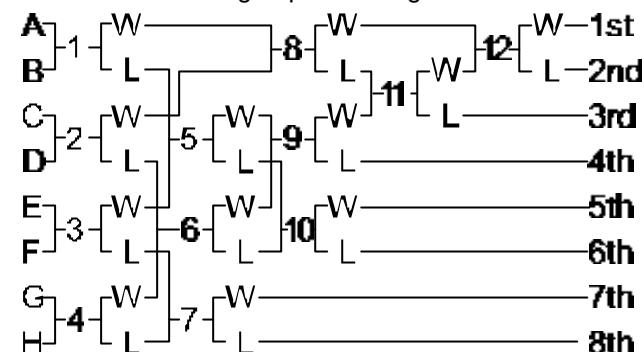 A W W W 1st
1 8 12
B L L W L 2nd
11
C W W W L 3rd
2 5 9
D L L L 4th
E W W W 5th
3 6 10
F L L L 6th
G W W 7th
4 7
H L L 8th